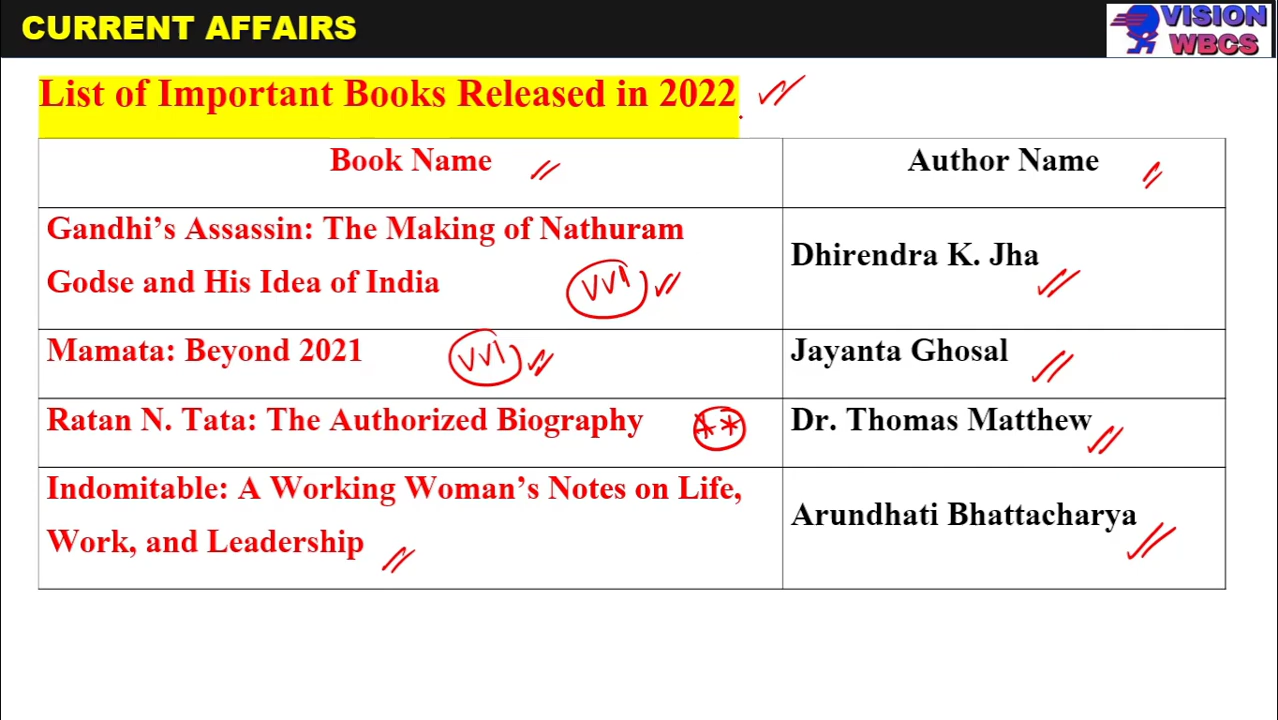 CURRENT AFFAIRS
VISION
WBCS
List of Important Books Released in 2022
Book Name
Author Name
Gandhi’s Assassin: The Making of Nathuram
Godse and His Idea of India
VVI
Dhirendra K. Jha
Mamata: Beyond 2021
VVI
Jayanta Ghosal
Ratan N. Tata: The Authorized Biography
**
Dr. Thomas Matthew
Indomitable: A Working Woman’s Notes on Life,
Work, and Leadership
Arundhati Bhattacharya